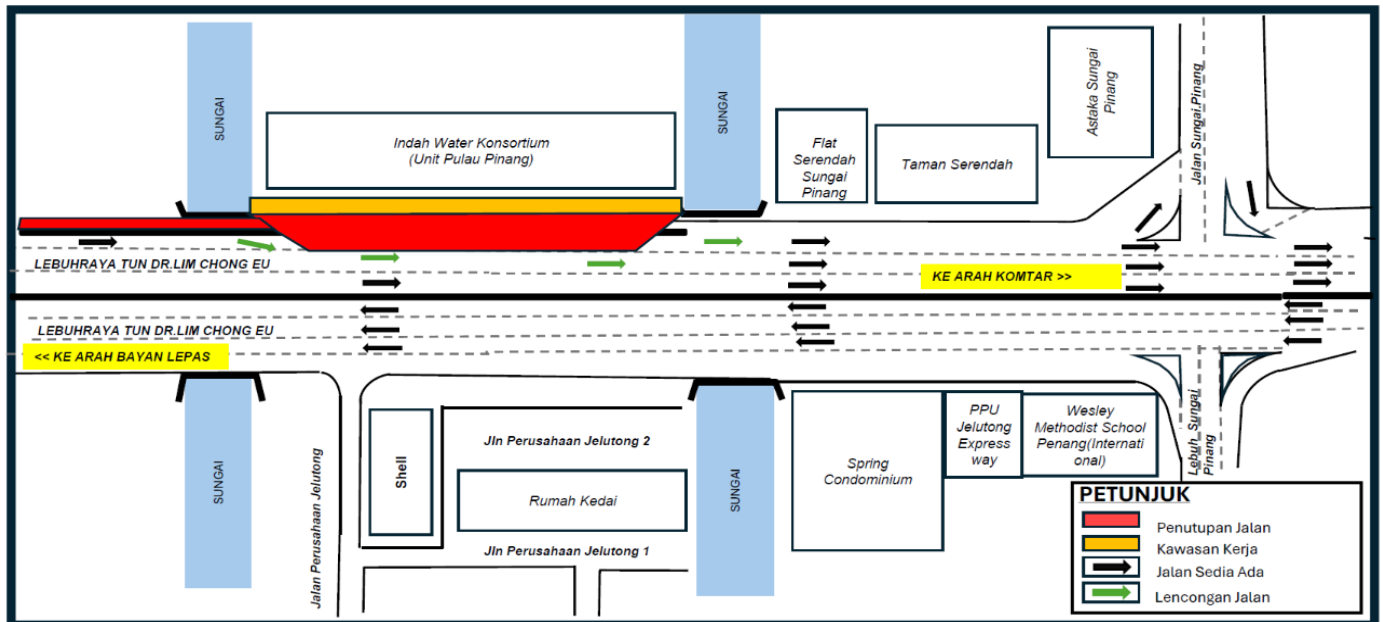 SUNGAI
Indah Water Konsortium
(Unit Pulau Pinang)
SUNGAI
Flat
Serendah
Sungai
Pinang
Taman Serendah
Astaka Sungai
Pinang
Jalan Sungai Pinang
LEBUHRAYA TUN DR.LIM CHONG EU
KE ARAH KOMTAR >>
LEBUHRAYA TUN DR.LIM CHONG EU
<< KE ARAH BAYAN LEPAS
SUNGAI
Jalan Perusahaan Jelutong
Shell
Jln Perusahaan Jelutong 2
Rumah Kedai
Jln Perusahaan Jelutong 1
SUNGAI
Spring
Condominium
PPU
Jelutong
Express
way
Wesley
Methodist School
Penang(Internati
onal)
Lebuh Sungai
Pinang
PETUNJUK
Penutupan Jalan
Kawasan Kerja
Jalan Sedia Ada
Lencongan Jalan